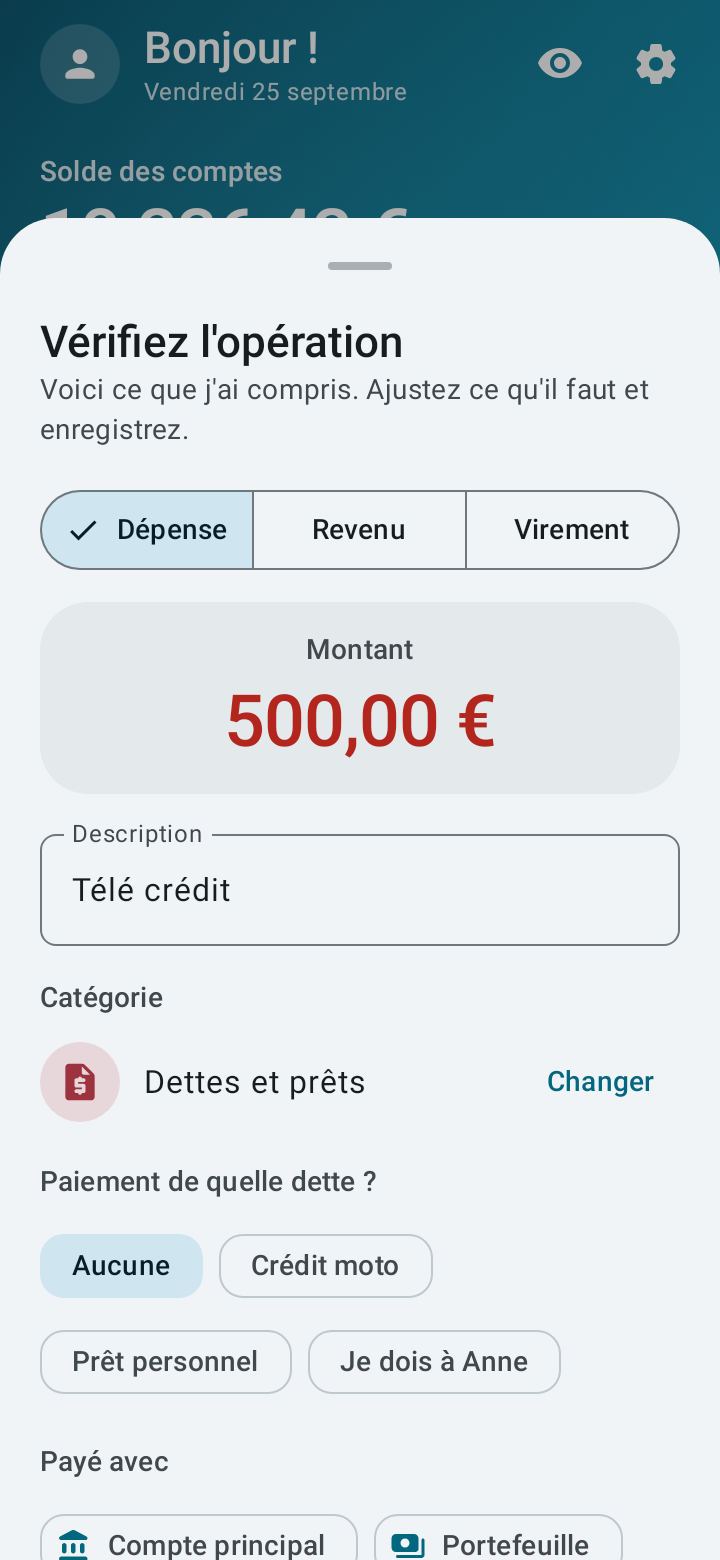 Bonjour !
Vendredi 25 septembre
Solde des comptes
Vérifiez l'opération
Voici ce que j'ai compris. Ajustez ce qu'il faut et
enregistrez.
Dépense
Revenu
Virement
Montant
500,00 €
Description
Télé crédit
Catégorie
Dettes et prêts
Changer
Paiement de quelle dette ?
Aucune
Crédit moto
Prêt personnel
Je dois à Anne
Payé avec
Compte principal
Portefeuille